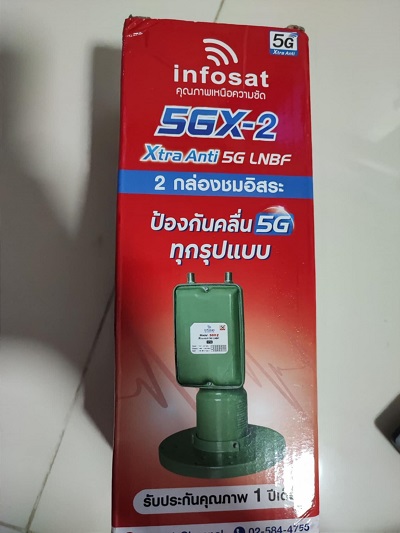 5G
Xtra Anti
infosat
คุณภาพเหนือความชัด
5GX-2
Xtra Anti 5G LNBF
2 กล่องชมอิสระ
ป้องกันคลื่น 5G
ทุกรุปแบบ
รับประกันคุณภาพ 1 ปีเต็ม
02-584-4755